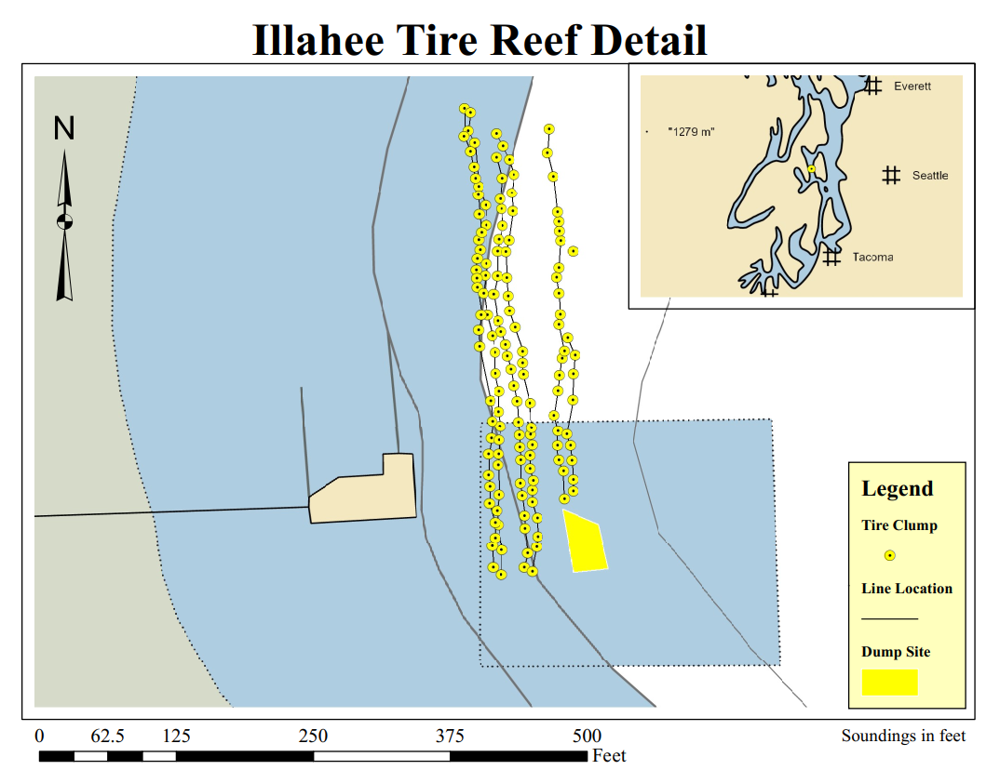 Illahee Tire Reef Detail
N
Everett
"1279 m"
Seattle
Tacoma
Legend
Tire Clump
Line Location
Dump Site
0 62.5 125 250 375 500
Feet
Soundings in feet